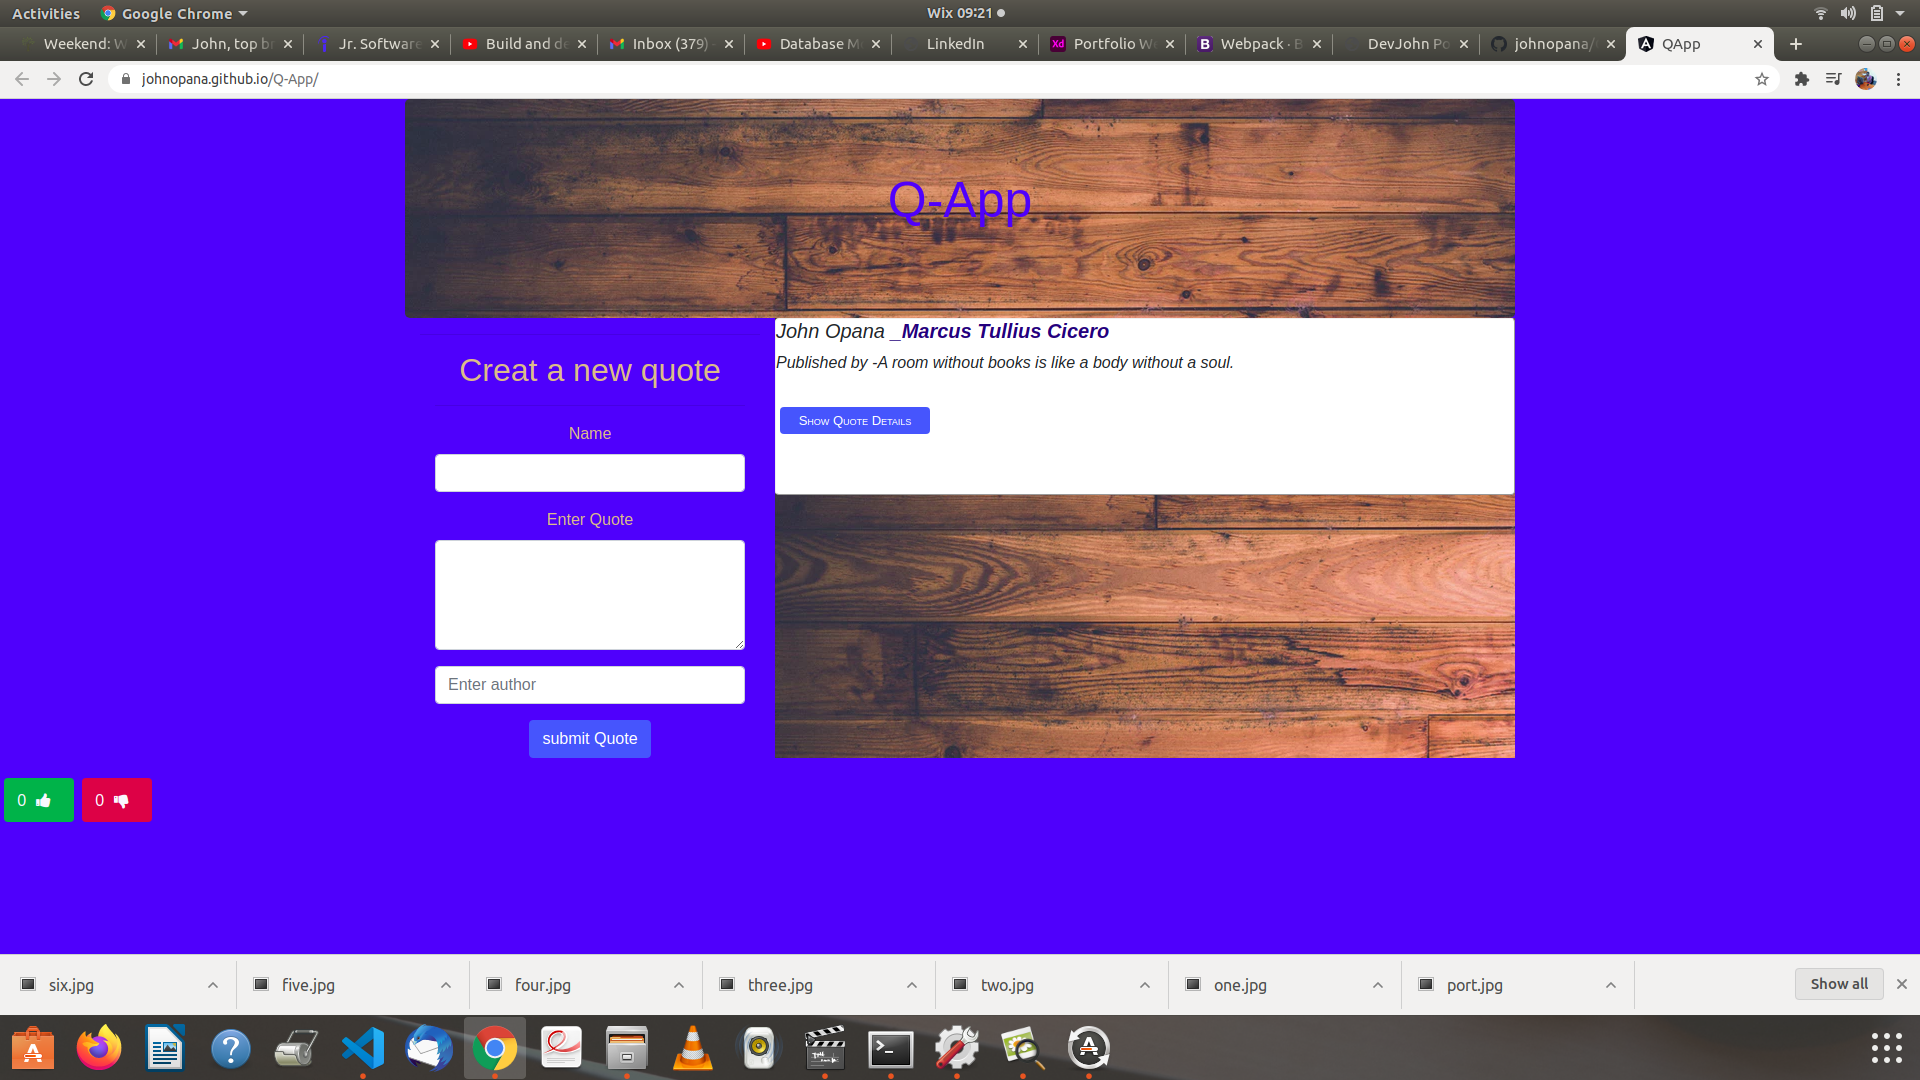 Activities
Google Chrome
Wix 09:21
Weekend: W
John, top br
Jr. Software
Build and de
Inbox (379)
Database M
LinkedIn
Portfolio W
Webpack · B
DevJohn Po
johnopana/
QApp
johnopana.github.io/Q-App/
Q-App
Creat a new quote
Name
Enter Quote
Enter author
submit Quote
John Opana _Marcus Tullius Cicero
Published by -A room without books is like a body without a soul.
Show Quote Details
0
0
six.jpg
five.jpg
four.jpg
three.jpg
two.jpg
one.jpg
port.jpg
Show all